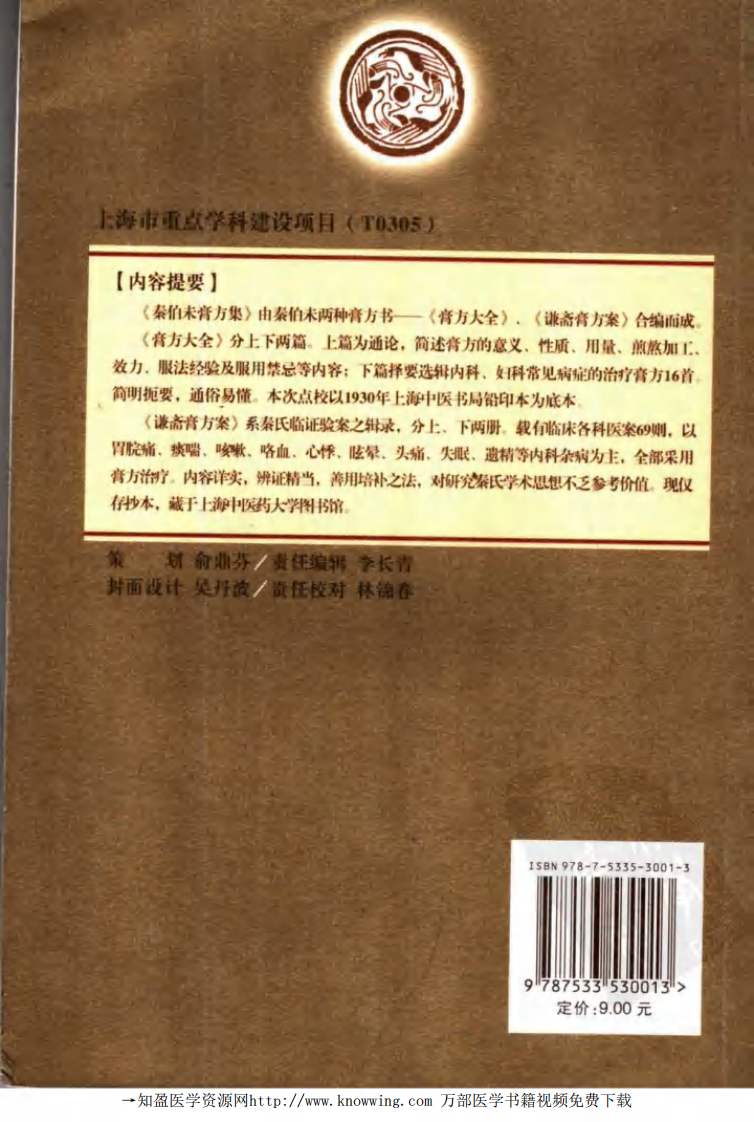 上海市重点学科建设项目（T0305）
【内容提要】
《秦伯未膏方集》由秦伯未两种膏方书——《膏方大全》、《谦斋膏方案》合编而成。
《膏方大全》分上下两篇。上篇为通论，简述膏方的意义、性质、用量、煎熬加工、
效力、服法经验及服用禁忌等内容；下篇择要选辑内科、妇科常见病症的治疗膏方16首，
简明扼要，通俗易懂。本次点校以1930年上海中医书局铅印本为底本。
《谦斋膏方案》系秦氏临证验案之辑录，分上、下两册。载有临床各科医案69则，以
胃脘痛、痰喘、咳嗽、咯血、心悸、眩晕、头痛、失眠、遗精等内科杂病为主，全部采用
膏方治疗。内容详实，辨证精当，善用培补之法，对研究秦氏学术思想不乏参考价值。现仅
存抄本，藏于上海中医药大学图书馆。
策 划 俞鼎芬／责任编辑 李长青
封面设计 吴丹波／责任校对 林锦春
ISBN 978-7-5335-3001-3
9 787533 530013 >
定价：9.00 元
→知盈医学资源网http://www.knowwing.com 万部医学书籍视频免费下载